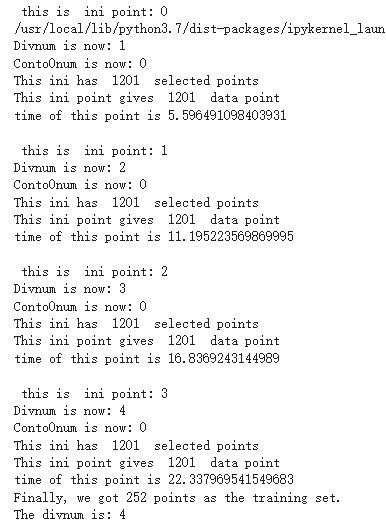 this is  ini point: 0
/usr/local/lib/python3.7/dist-packages/ipykernel_laun
Divnum is now: 1
Conto0num is now: 0
This ini has  1201  selected points
This ini point gives  1201  data point
time of this point is 5.596491098403931

this is  ini point: 1
Divnum is now: 2
Conto0num is now: 0
This ini has  1201  selected points
This ini point gives  1201  data point
time of this point is 11.195223569869995

this is  ini point: 2
Divnum is now: 3
Conto0num is now: 0
This ini has  1201  selected points
This ini point gives  1201  data point
time of this point is 16.8369243144989

this is  ini point: 3
Divnum is now: 4
Conto0num is now: 0
This ini has  1201  selected points
This ini point gives  1201  data point
time of this point is 22.337969541549683
Finally, we got 252 points as the training set.
The divnum is: 4